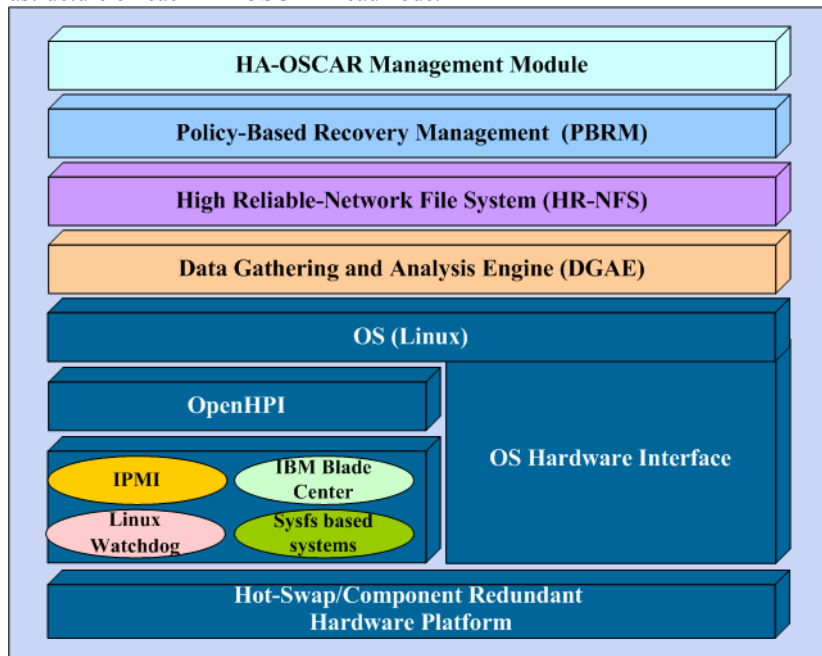 HA-OSCAR Management Module
Policy-Based Recovery Management (PBRM)
High Reliable-Network File System (HR-NFS)
Data Gathering and Analysis Engine (DGAE)
OS (Linux)
OpenHPI
OS Hardware Interface
IPMI
IBM Blade
Center
Linux
Watchdog
Sysfs based
systems
Hot-Swap/Component Redundant
Hardware Platform